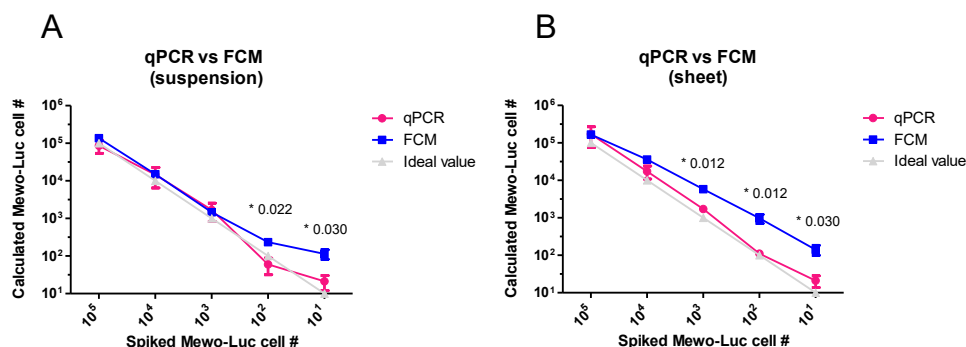 A
qPCR vs FCM
(suspension)
Calculated Mewo-Luc cell #
10⁶
10⁵
10⁴
10³
10²
10¹
* 0.022
* 0.030
qPCR
FCM
Ideal value
10⁵
10⁴
10³
10²
10¹
Spiked Mewo-Luc cell #
B
qPCR vs FCM
(sheet)
Calculated Mewo-Luc cell #
10⁶
10⁵
10⁴
10³
10²
10¹
* 0.012
* 0.012
* 0.030
qPCR
FCM
Ideal value
10⁵
10⁴
10³
10²
10¹
Spiked Mewo-Luc cell #